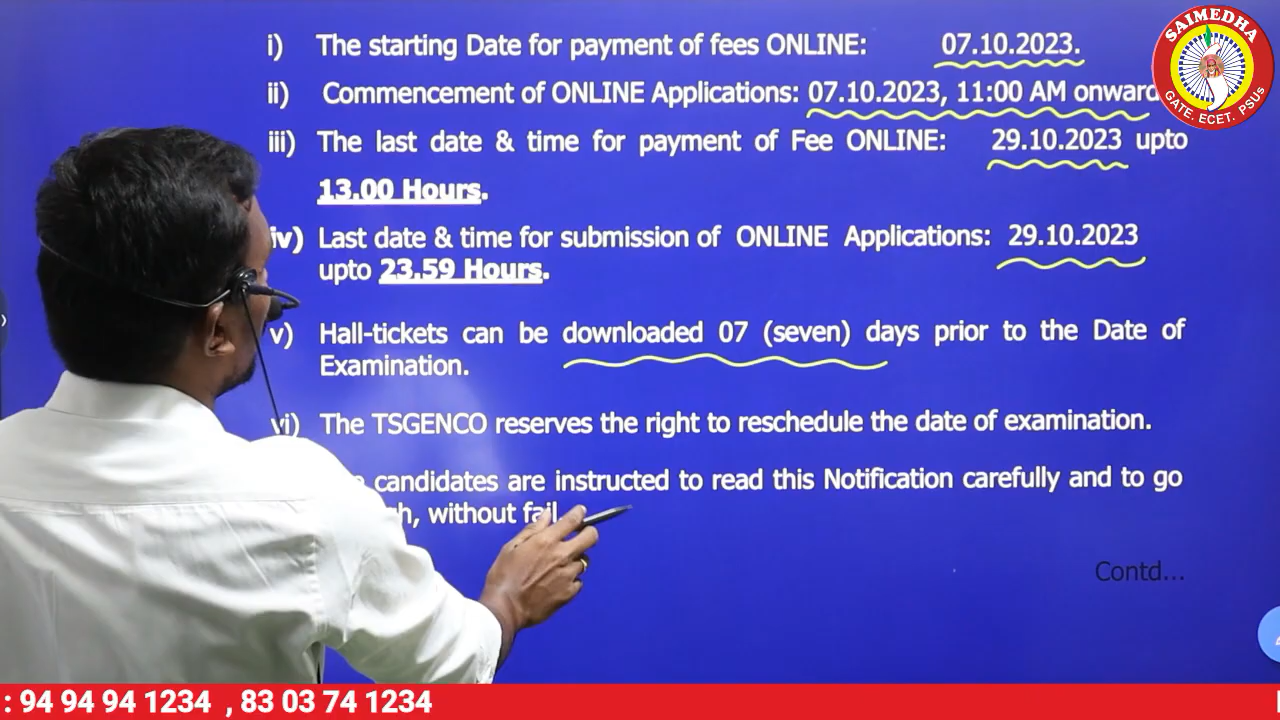 i) The starting Date for payment of fees ONLINE: 07.10.2023.
ii) Commencement of ONLINE Applications: 07.10.2023, 11:00 AM onward
iii) The last date & time for payment of Fee ONLINE: 29.10.2023 upto
13.00 Hours.
iv) Last date & time for submission of ONLINE Applications: 29.10.2023
upto 23.59 Hours.
v) Hall-tickets can be downloaded 07 (seven) days prior to the Date of
Examination.
vi) The TSGENCO reserves the right to reschedule the date of examination.
candidates are instructed to read this Notification carefully and to go
without fail
Contd...
SAIMEDHA
GATE. ECET. PSUs
: 94 94 94 1234 , 83 03 74 1234